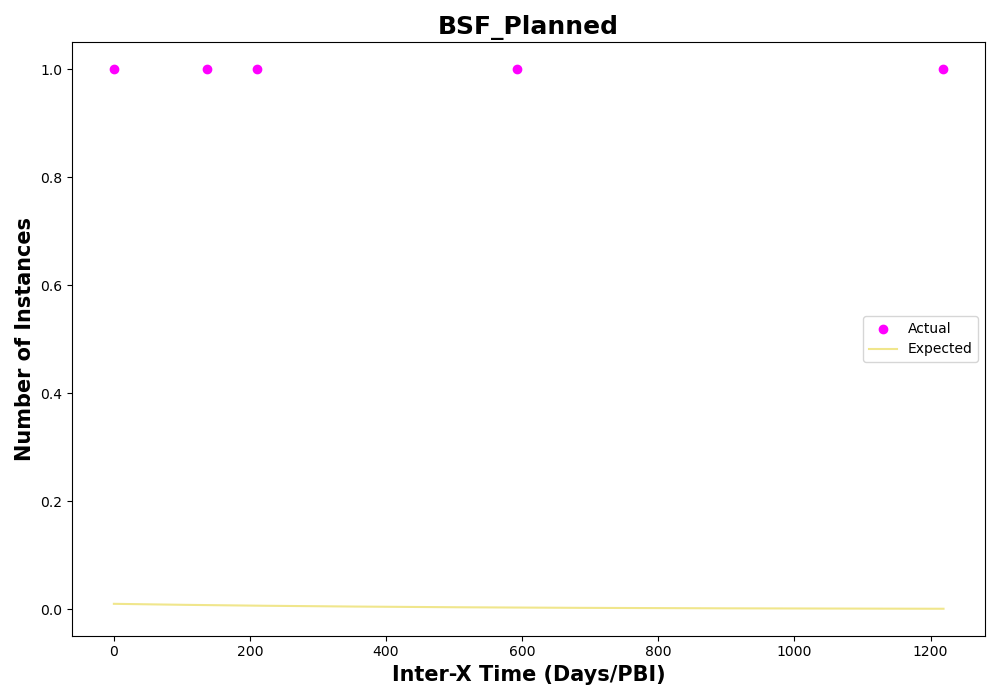 BSF_Planned
Number of Instances
1.0
0.8
0.6
0.4
0.2
0.0
Actual
Expected
0 200 400 600 800 1000 1200
Inter-X Time (Days/PBI)